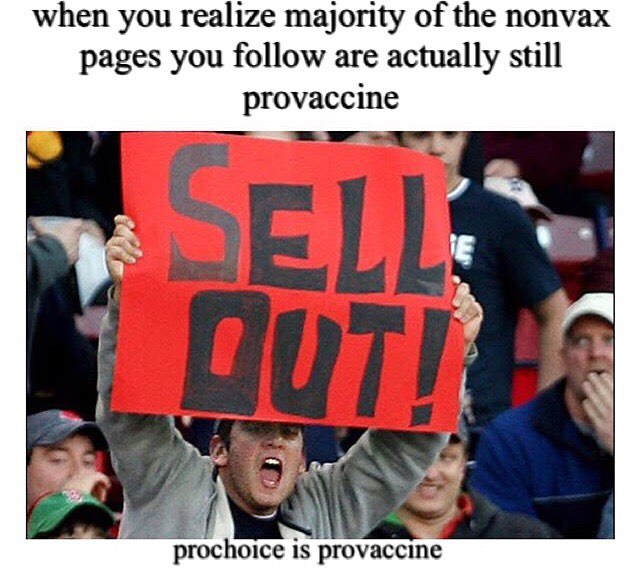 when you realize majority of the nonvax
pages you follow are actually still
provaccine
SELL
OUT!
prochoice is provaccine